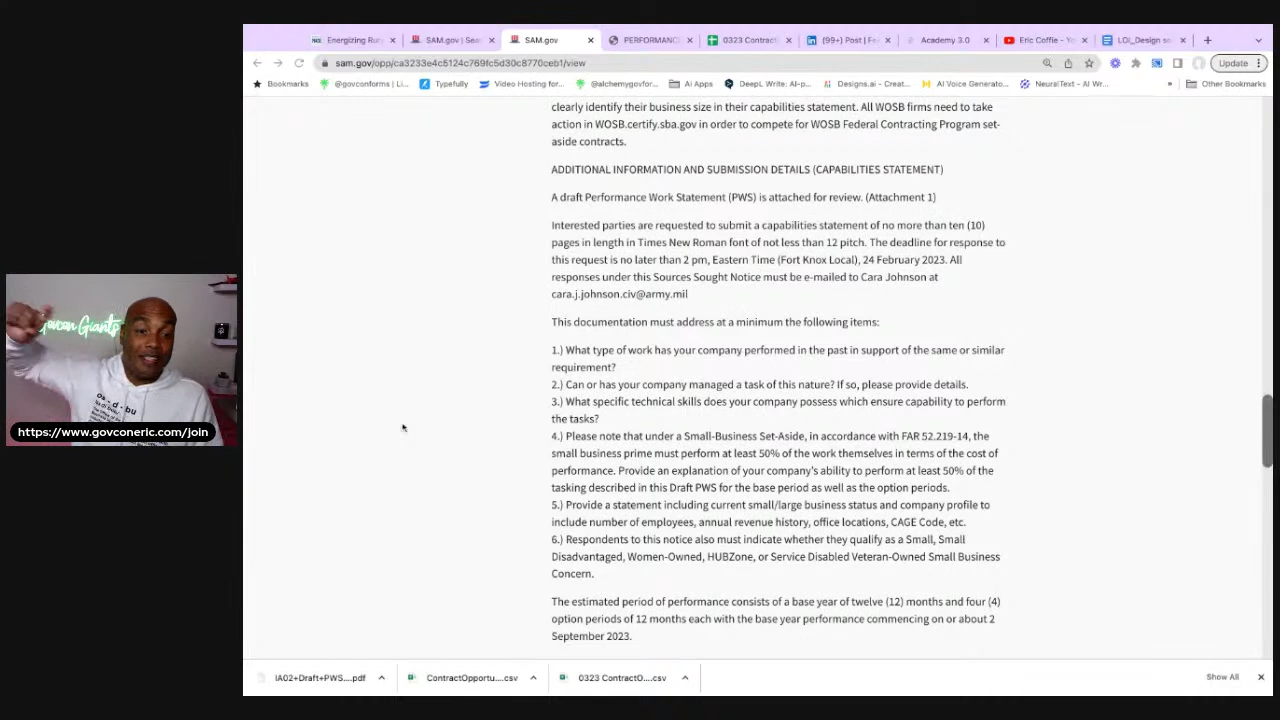 Energizing Run
SAM.gov | Sea
SAM.gov
PERFORMANC
0323 Contract
(99+) Post | Fe
Academy 3.0
Eric Coffie - Yo
LOI_Design so
sam.gov/opp/ca3233e4c5124c769fc5d30c8770ceb1/view
Update
Bookmarks
@govconforms | Li...
Typefully
Video Hosting for...
@alchemygovfor...
Ai Apps
DeepL Write: AI-p...
Designs.ai - Creat...
AI Voice Generato...
NeuralText - AI Wr...
»
Other Bookmarks
clearly identify their business size in their capabilities statement. All WOSB firms need to take
action in WOSB.certify.sba.gov in order to compete for WOSB Federal Contracting Program set-
aside contracts.
ADDITIONAL INFORMATION AND SUBMISSION DETAILS (CAPABILITIES STATEMENT)
A draft Performance Work Statement (PWS) is attached for review. (Attachment 1)
Interested parties are requested to submit a capabilities statement of no more than ten (10)
pages in length in Times New Roman font of not less than 12 pitch. The deadline for response to
this request is no later than 2 pm, Eastern Time (Fort Knox Local), 24 February 2023. All
responses under this Sources Sought Notice must be e-mailed to Cara Johnson at
cara.j.johnson.civ@army.mil
This documentation must address at a minimum the following items:
1.) What type of work has your company performed in the past in support of the same or similar
requirement?
2.) Can or has your company managed a task of this nature? If so, please provide details.
3.) What specific technical skills does your company possess which ensure capability to perform
the tasks?
4.) Please note that under a Small-Business Set-Aside, in accordance with FAR 52.219-14, the
small business prime must perform at least 50% of the work themselves in terms of the cost of
performance. Provide an explanation of your company's ability to perform at least 50% of the
tasking described in this Draft PWS for the base period as well as the option periods.
5.) Provide a statement including current small/large business status and company profile to
include number of employees, annual revenue history, office locations, CAGE Code, etc.
6.) Respondents to this notice also must indicate whether they qualify as a Small, Small
Disadvantaged, Women-Owned, HUBZone, or Service Disabled Veteran-Owned Small Business
Concern.
The estimated period of performance consists of a base year of twelve (12) months and four (4)
option periods of 12 months each with the base year performance commencing on or about 2
September 2023.
Govcon Giants
https://www.govconeric.com/join
IA02+Draft+PWS....pdf
ContractOpportu....csv
0323 ContractO....csv
Show All